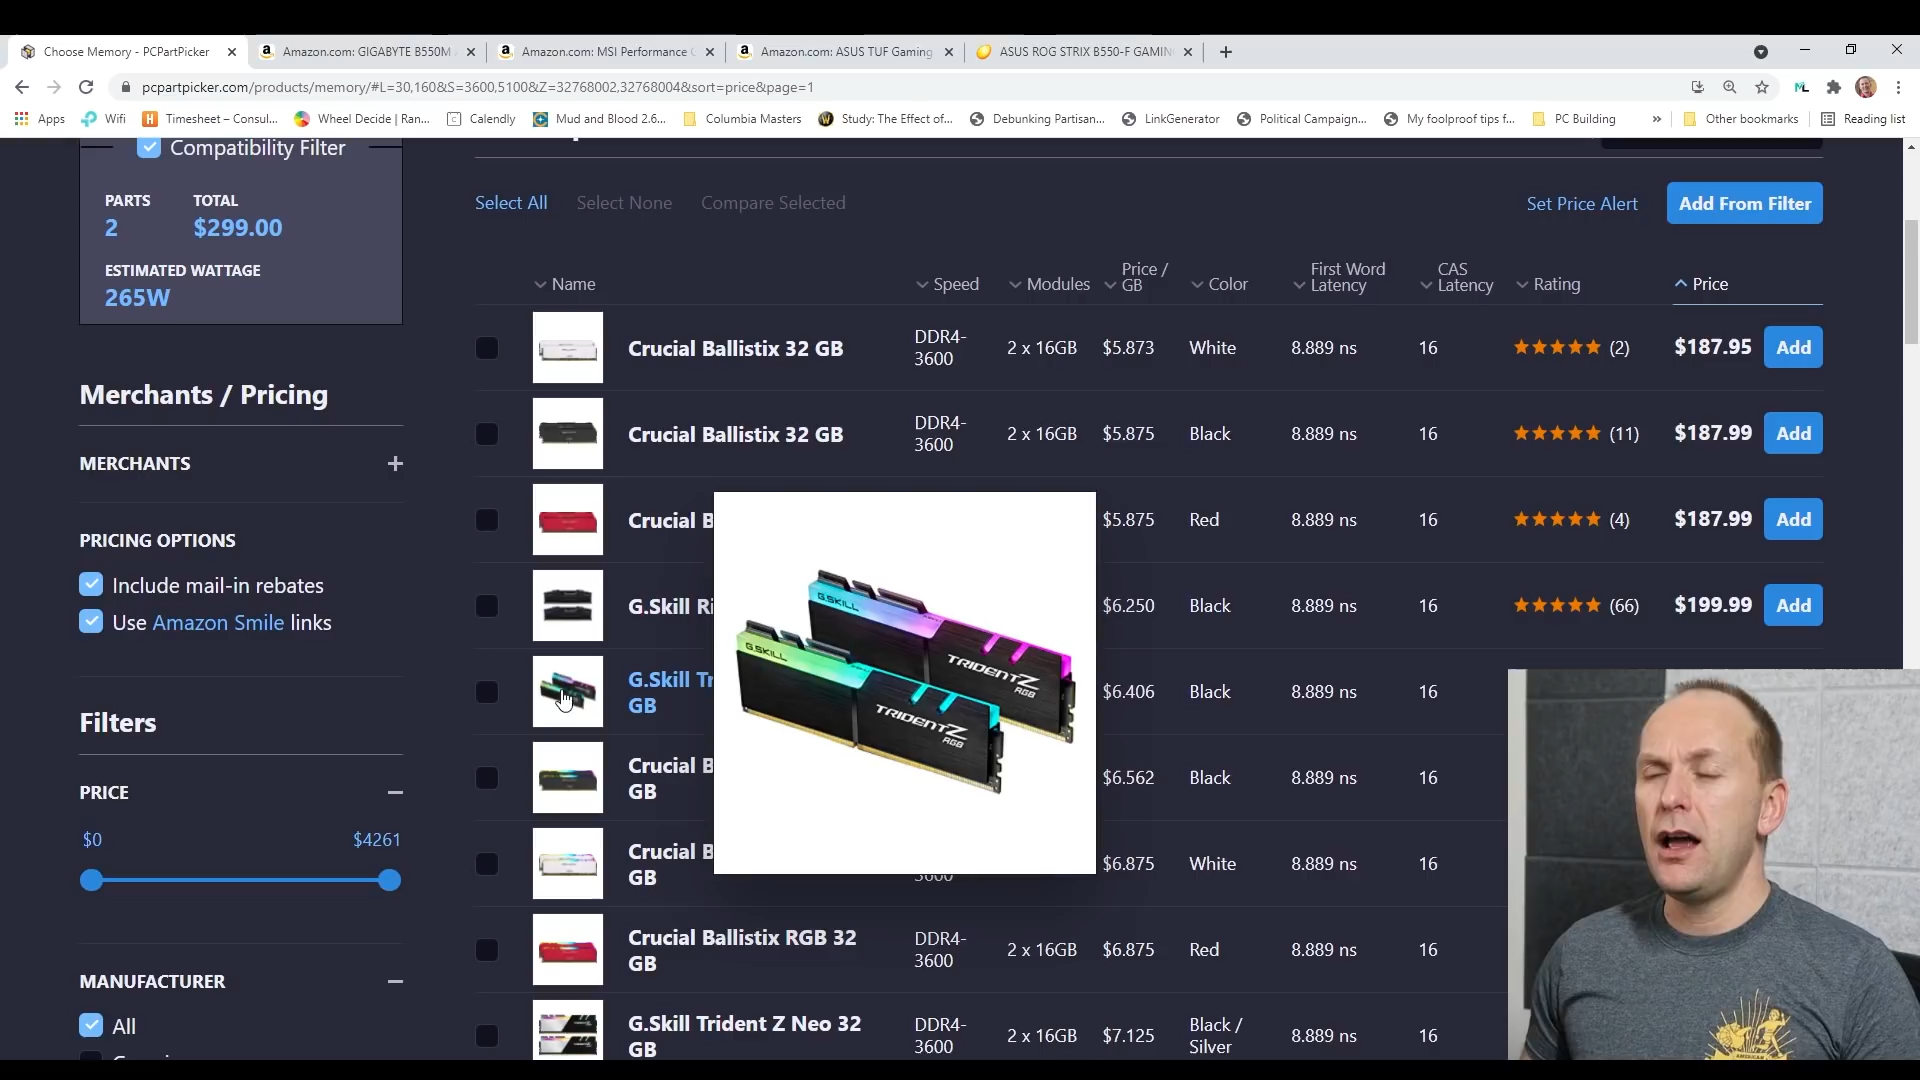 Choose Memory - PCPartPicker
Amazon.com: GIGABYTE B550M
Amazon.com: MSI Performance
Amazon.com: ASUS TUF Gaming
ASUS ROG STRIX B550-F GAMIN
pcpartpicker.com/products/memory/#L=30,160&S=3600,5100&Z=32768002,32768004&sort=price&page=1
Apps
Wifi
Timesheet – Consul...
Wheel Decide | Ran...
Calendly
Mud and Blood 2.6...
Columbia Masters
Study: The Effect of...
Debunking Partisan...
LinkGenerator
Political Campaign...
My foolproof tips f...
PC Building
»
Other bookmarks
Reading list
Compatibility Filter
PARTS TOTAL
2 $299.00
ESTIMATED WATTAGE
265W
Merchants / Pricing
MERCHANTS
PRICING OPTIONS
Include mail-in rebates
Use Amazon Smile links
Filters
PRICE
$0 $4261
MANUFACTURER
All
Select All Select None Compare Selected Set Price Alert Add From Filter
Name Speed Modules Price / GB Color First Word Latency CAS Latency Rating Price
Crucial Ballistix 32 GB DDR4-3600 2 x 16GB $5.873 White 8.889 ns 16 (2) $187.95 Add
Crucial Ballistix 32 GB DDR4-3600 2 x 16GB $5.875 Black 8.889 ns 16 (11) $187.99 Add
Crucial B $5.875 Red 8.889 ns 16 (4) $187.99 Add
G.Skill Ri $6.250 Black 8.889 ns 16 (66) $199.99 Add
G.Skill Tr GB $6.406 Black 8.889 ns 16
Crucial B GB $6.562 Black 8.889 ns 16
Crucial B GB 3600 $6.875 White 8.889 ns 16
Crucial Ballistix RGB 32 GB DDR4-3600 2 x 16GB $6.875 Red 8.889 ns 16
G.Skill Trident Z Neo 32 GB DDR4-3600 2 x 16GB $7.125 Black / Silver 8.889 ns 16
G.SKILL
TRIDENTZ
RGB
G.SKILL
TRIDENTZ
RGB
AMERICAN